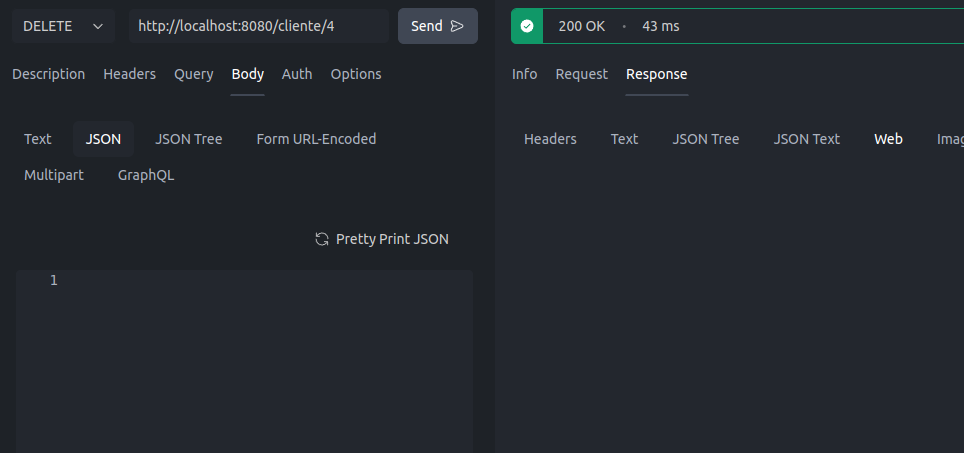 DELETE http://localhost:8080/cliente/4 Send
Description Headers Query Body Auth Options
Text JSON JSON Tree Form URL-Encoded
Multipart GraphQL
Pretty Print JSON
1
200 OK • 43 ms
Info Request Response
Headers Text JSON Tree JSON Text Web Imag